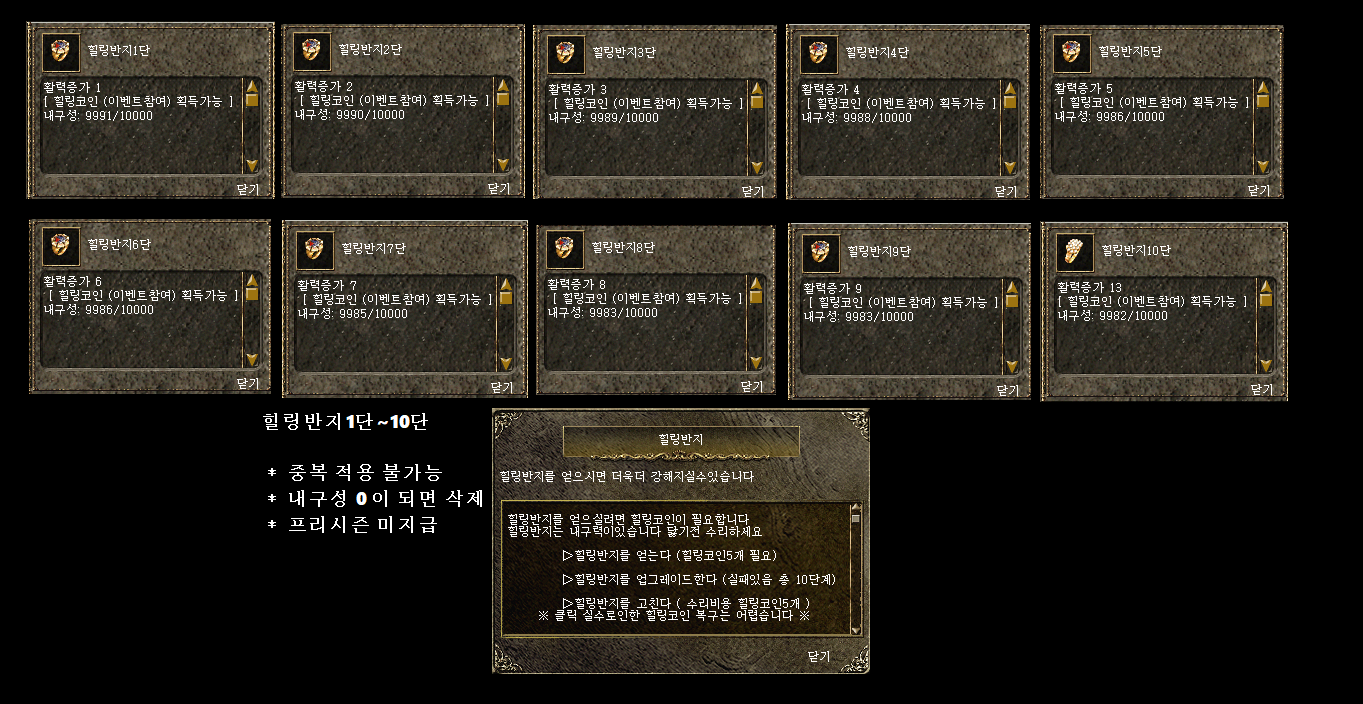 힐링반지1단
활력증가 1
[ 힐링코인 (이벤트참여) 획득가능 ]
내구성: 9991/10000
닫기
힐링반지2단
활력증가 2
[ 힐링코인 (이벤트참여) 획득가능 ]
내구성: 9990/10000
닫기
힐링반지3단
활력증가 3
[ 힐링코인 (이벤트참여) 획득가능 ]
내구성: 9989/10000
닫기
힐링반지4단
활력증가 4
[ 힐링코인 (이벤트참여) 획득가능 ]
내구성: 9988/10000
닫기
힐링반지5단
활력증가 5
[ 힐링코인 (이벤트참여) 획득가능 ]
내구성: 9986/10000
닫기
힐링반지6단
활력증가 6
[ 힐링코인 (이벤트참여) 획득가능 ]
내구성: 9986/10000
닫기
힐링반지7단
활력증가 7
[ 힐링코인 (이벤트참여) 획득가능 ]
내구성: 9985/10000
닫기
힐링반지8단
활력증가 8
[ 힐링코인 (이벤트참여) 획득가능 ]
내구성: 9983/10000
닫기
힐링반지9단
활력증가 9
[ 힐링코인 (이벤트참여) 획득가능 ]
내구성: 9983/10000
닫기
힐링반지10단
활력증가 13
[ 힐링코인 (이벤트참여) 획득가능 ]
내구성: 9982/10000
닫기
힐링반지1단~10단
* 중복 적용 불가능
* 내구성 0이 되면 삭제
* 프리시즌 미지급
힐링반지
힐링반지를 얻으시면 더욱더 강해지실수있습니다
힐링반지를 얻으실려면 힐링코인이 필요합니다
힐링반지는 내구력이있습니다 닳기전 수리하세요
▷힐링반지를 얻는다 (힐링코인5개 필요)
▷힐링반지를 업그레이드한다 (실패있음 총 10단계)
▷힐링반지를 고친다 ( 수리비용 힐링코인5개 )
※ 클릭 실수로인한 힐링코인 복구는 어렵습니다 ※
닫기